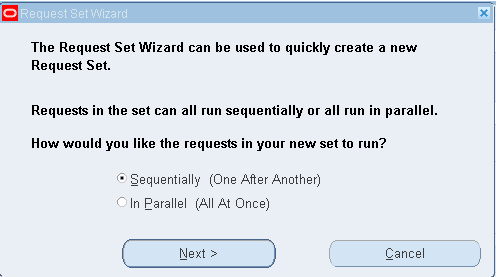 Request Set Wizard
The Request Set Wizard can be used to quickly create a new
Request Set.
Requests in the set can all run sequentially or all run in parallel.
How would you like the requests in your new set to run?
Sequentially (One After Another)
In Parallel (All At Once)
Next >
Cancel